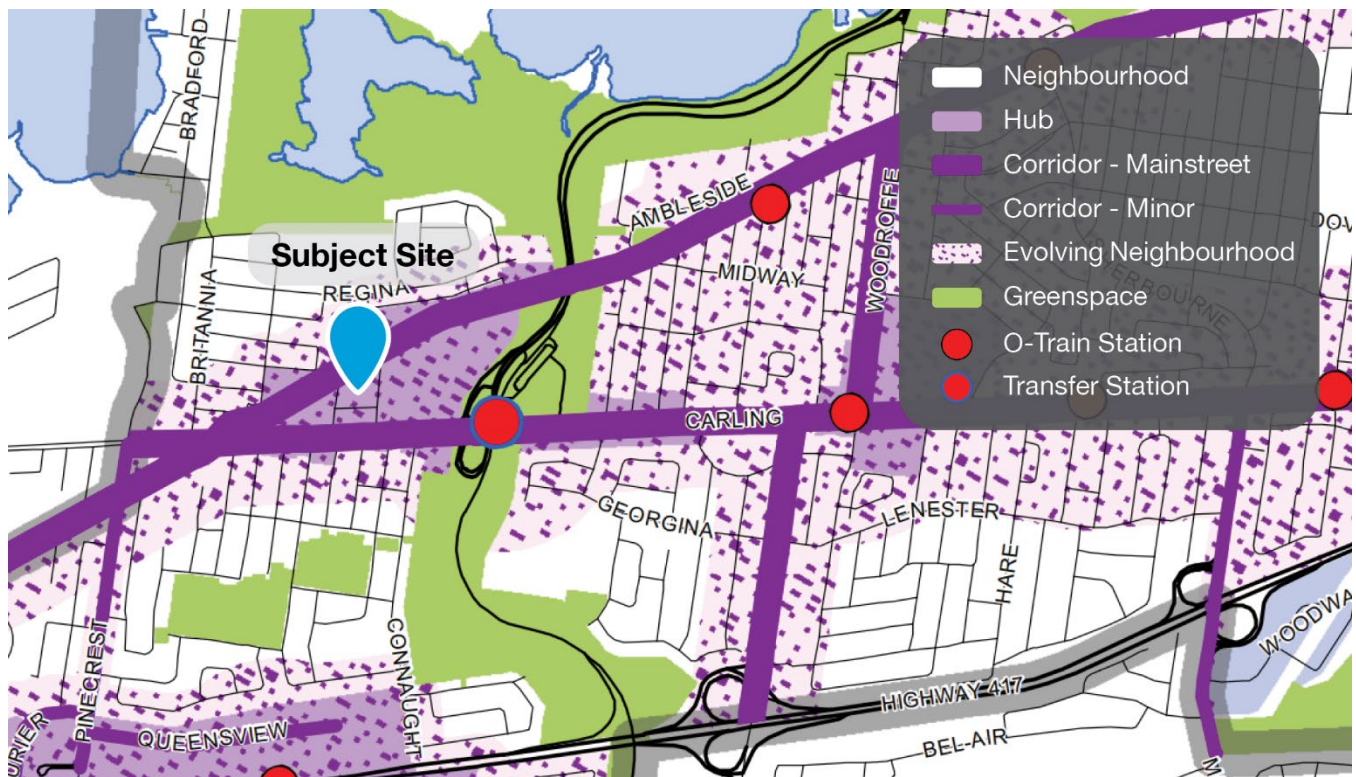 BRADFORD
AMBLESIDE
WOODROFFE
Neighbourhood
Hub
Corridor - Mainstreet
Corridor - Minor
Evolving Neighbourhood
Greenspace
O-Train Station
Transfer Station
Subject Site
REGINA
BRITANIA
MIDWAY
CARLING
GEORGINA
LENESTER
HARE
PINECREST
CONNAUGHT
QUEENSVIEW
HIGHWAY 417
BEL-AIR